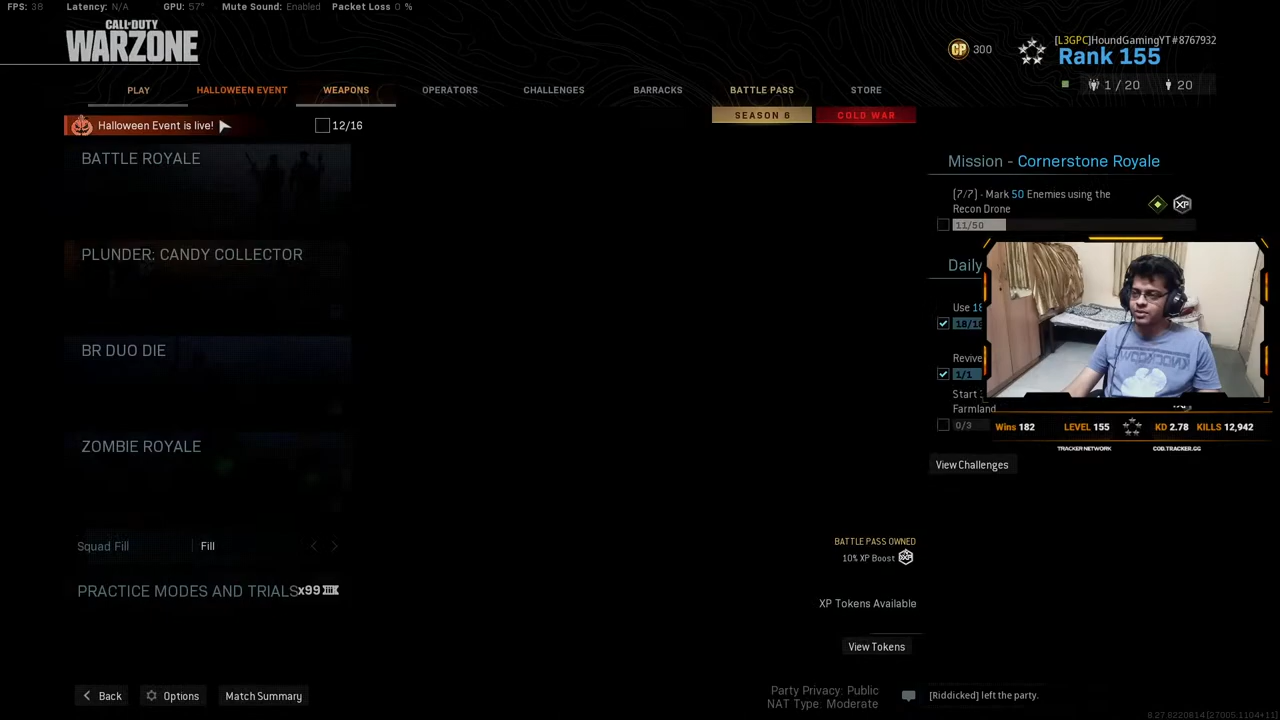 FPS: 38 Latency: N/A GPU: 57° Mute Sound: Enabled Packet Loss 0 %
CALL·DUTY
WARZONE
CP 300
[L3GPC]HoundGamingYT#8767932
Rank 155
1 / 20 20
PLAY HALLOWEEN EVENT WEAPONS OPERATORS CHALLENGES BARRACKS BATTLE PASS STORE
SEASON 6 COLD WAR
Halloween Event is live! 12/16
BATTLE ROYALE
PLUNDER: CANDY COLLECTOR
BR DUO DIE
ZOMBIE ROYALE
Squad Fill Fill
PRACTICE MODES AND TRIALS x99
Mission - Cornerstone Royale
(7/7) - Mark 50 Enemies using the
Recon Drone
XP
11/50
Daily
Use 18
18/18
Revive
1/1
Start
Farmland
0/3
Wins 182 LEVEL 155 KD 2.78 KILLS 12,942
TRACKER NETWORK COD.TRACKER.GG
View Challenges
BATTLE PASS OWNED
10% XP Boost
XP Tokens Available
View Tokens
Back Options Match Summary
Party Privacy: Public
NAT Type: Moderate
[Riddicked] left the party.